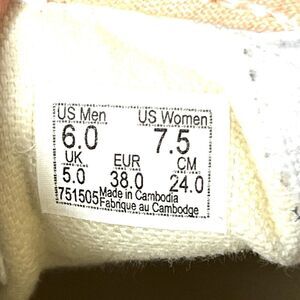 US Men US Women
6.0 7.5
UK EUR CM
5.0 38.0 24.0
751505 Made in Cambodia
Fabrique au Cambodge